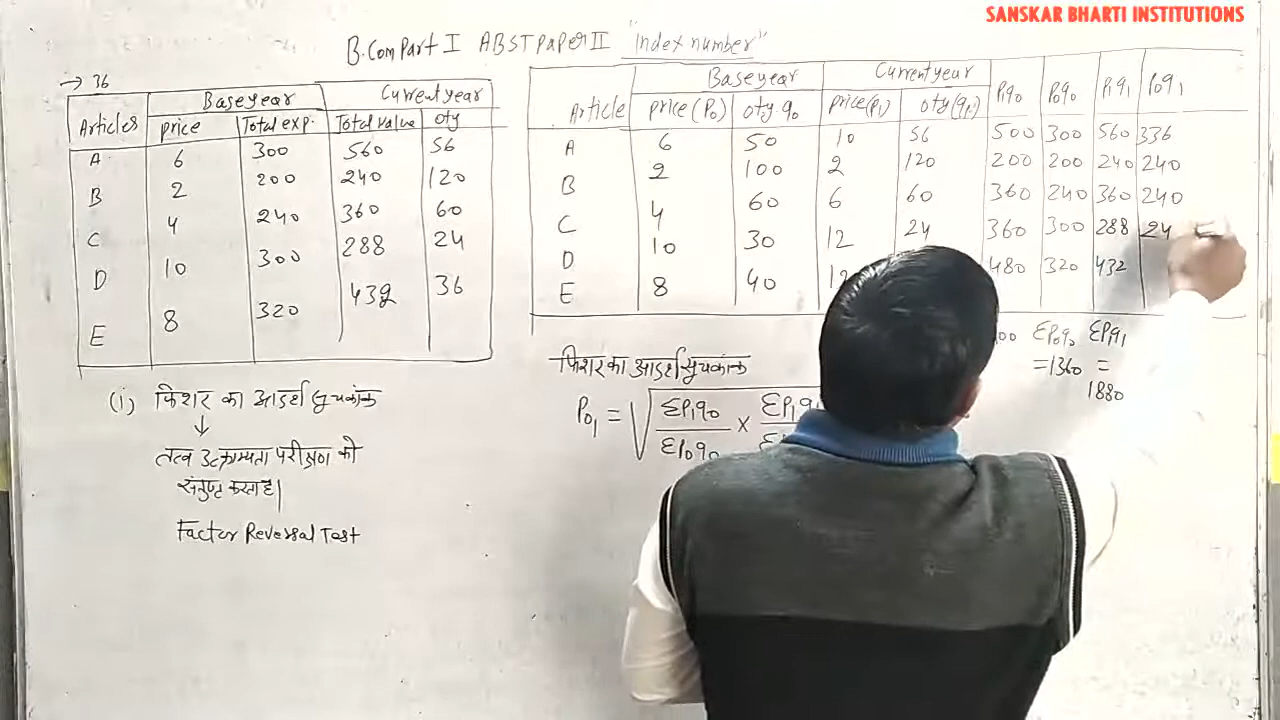 SANSKAR BHARTI INSTITUTIONS
B.Com Part I ABST Paper II "Index number"
→ 36
Articles Base year Current year
price Total exp. Total value Qty
A 6 300 560 56
B 2 200 240 120
C 4 240 360 60
D 10 300 288 24
E 8 320 432 36
Article Base year Current year P₁q₀ P₀q₀ P₁q₁ P₀q₁
price (P₀) Qty. q₀ price (P₁) Qty (q₁)
A 6 50 10 56 500 300 560 336
B 2 100 2 120 200 200 240 240
C 4 60 6 60 360 240 360 240
D 10 30 12 24 360 300 288 24
E 8 40 12 480 320 432
ΣP₀q₀ ΣP₁q₁
=1360 =
1880
(i) फिशर का आदर्श सूचकांक
↓
तत्व उत्क्राम्यता परीक्षण को
संतुष्ट करता है|
Factor Reversal Test
फिशर का आदर्श सूचकांक
P₀₁ = √ ΣP₁q₀ / ΣP₀q₀ × ΣP₁q₁